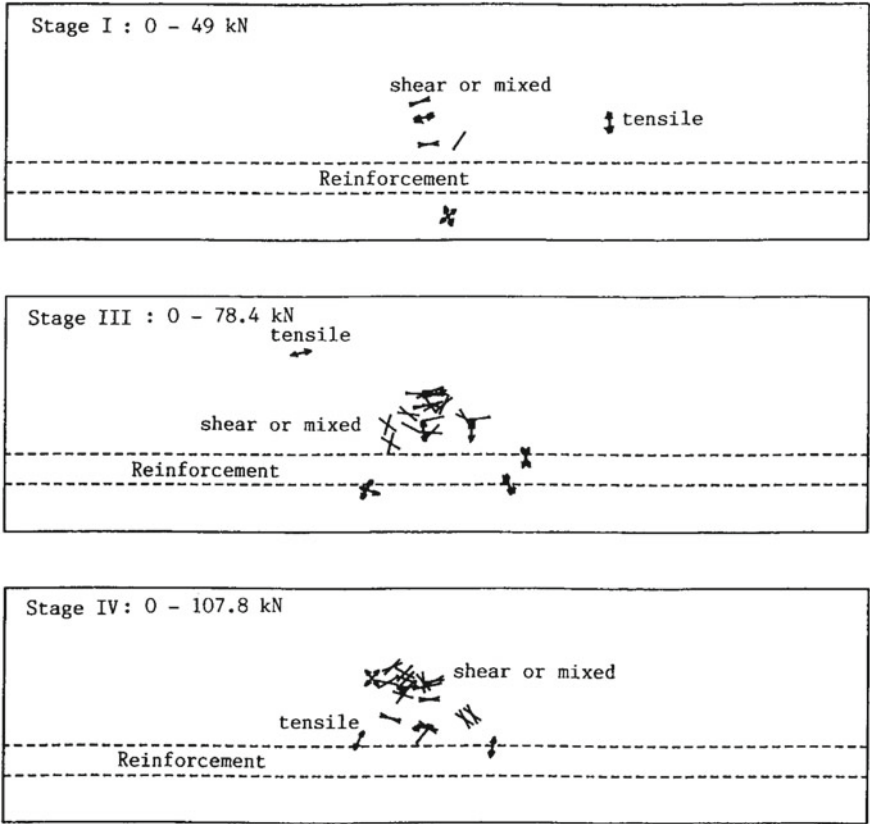 Stage I : 0 - 49 kN
shear or mixed
tensile
Reinforcement
Stage III : 0 - 78.4 kN
tensile
shear or mixed
Reinforcement
Stage IV : 0 - 107.8 kN
shear or mixed
tensile
Reinforcement